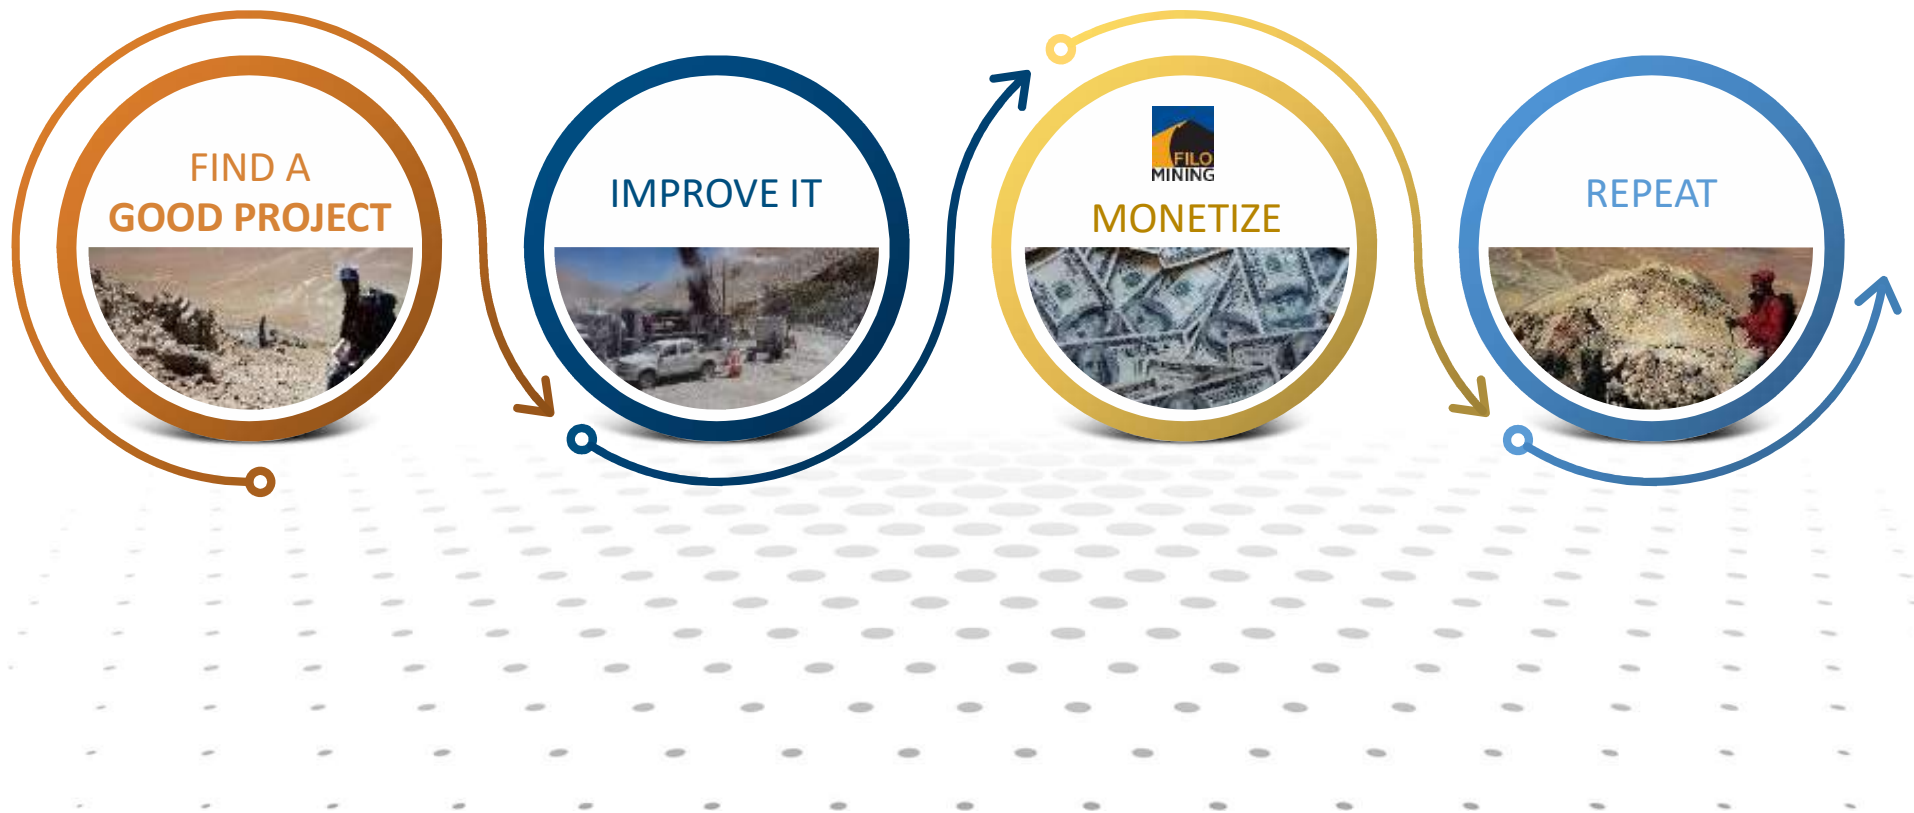 FIND A
GOOD PROJECT
IMPROVE IT
FILO
MINING
MONETIZE
REPEAT